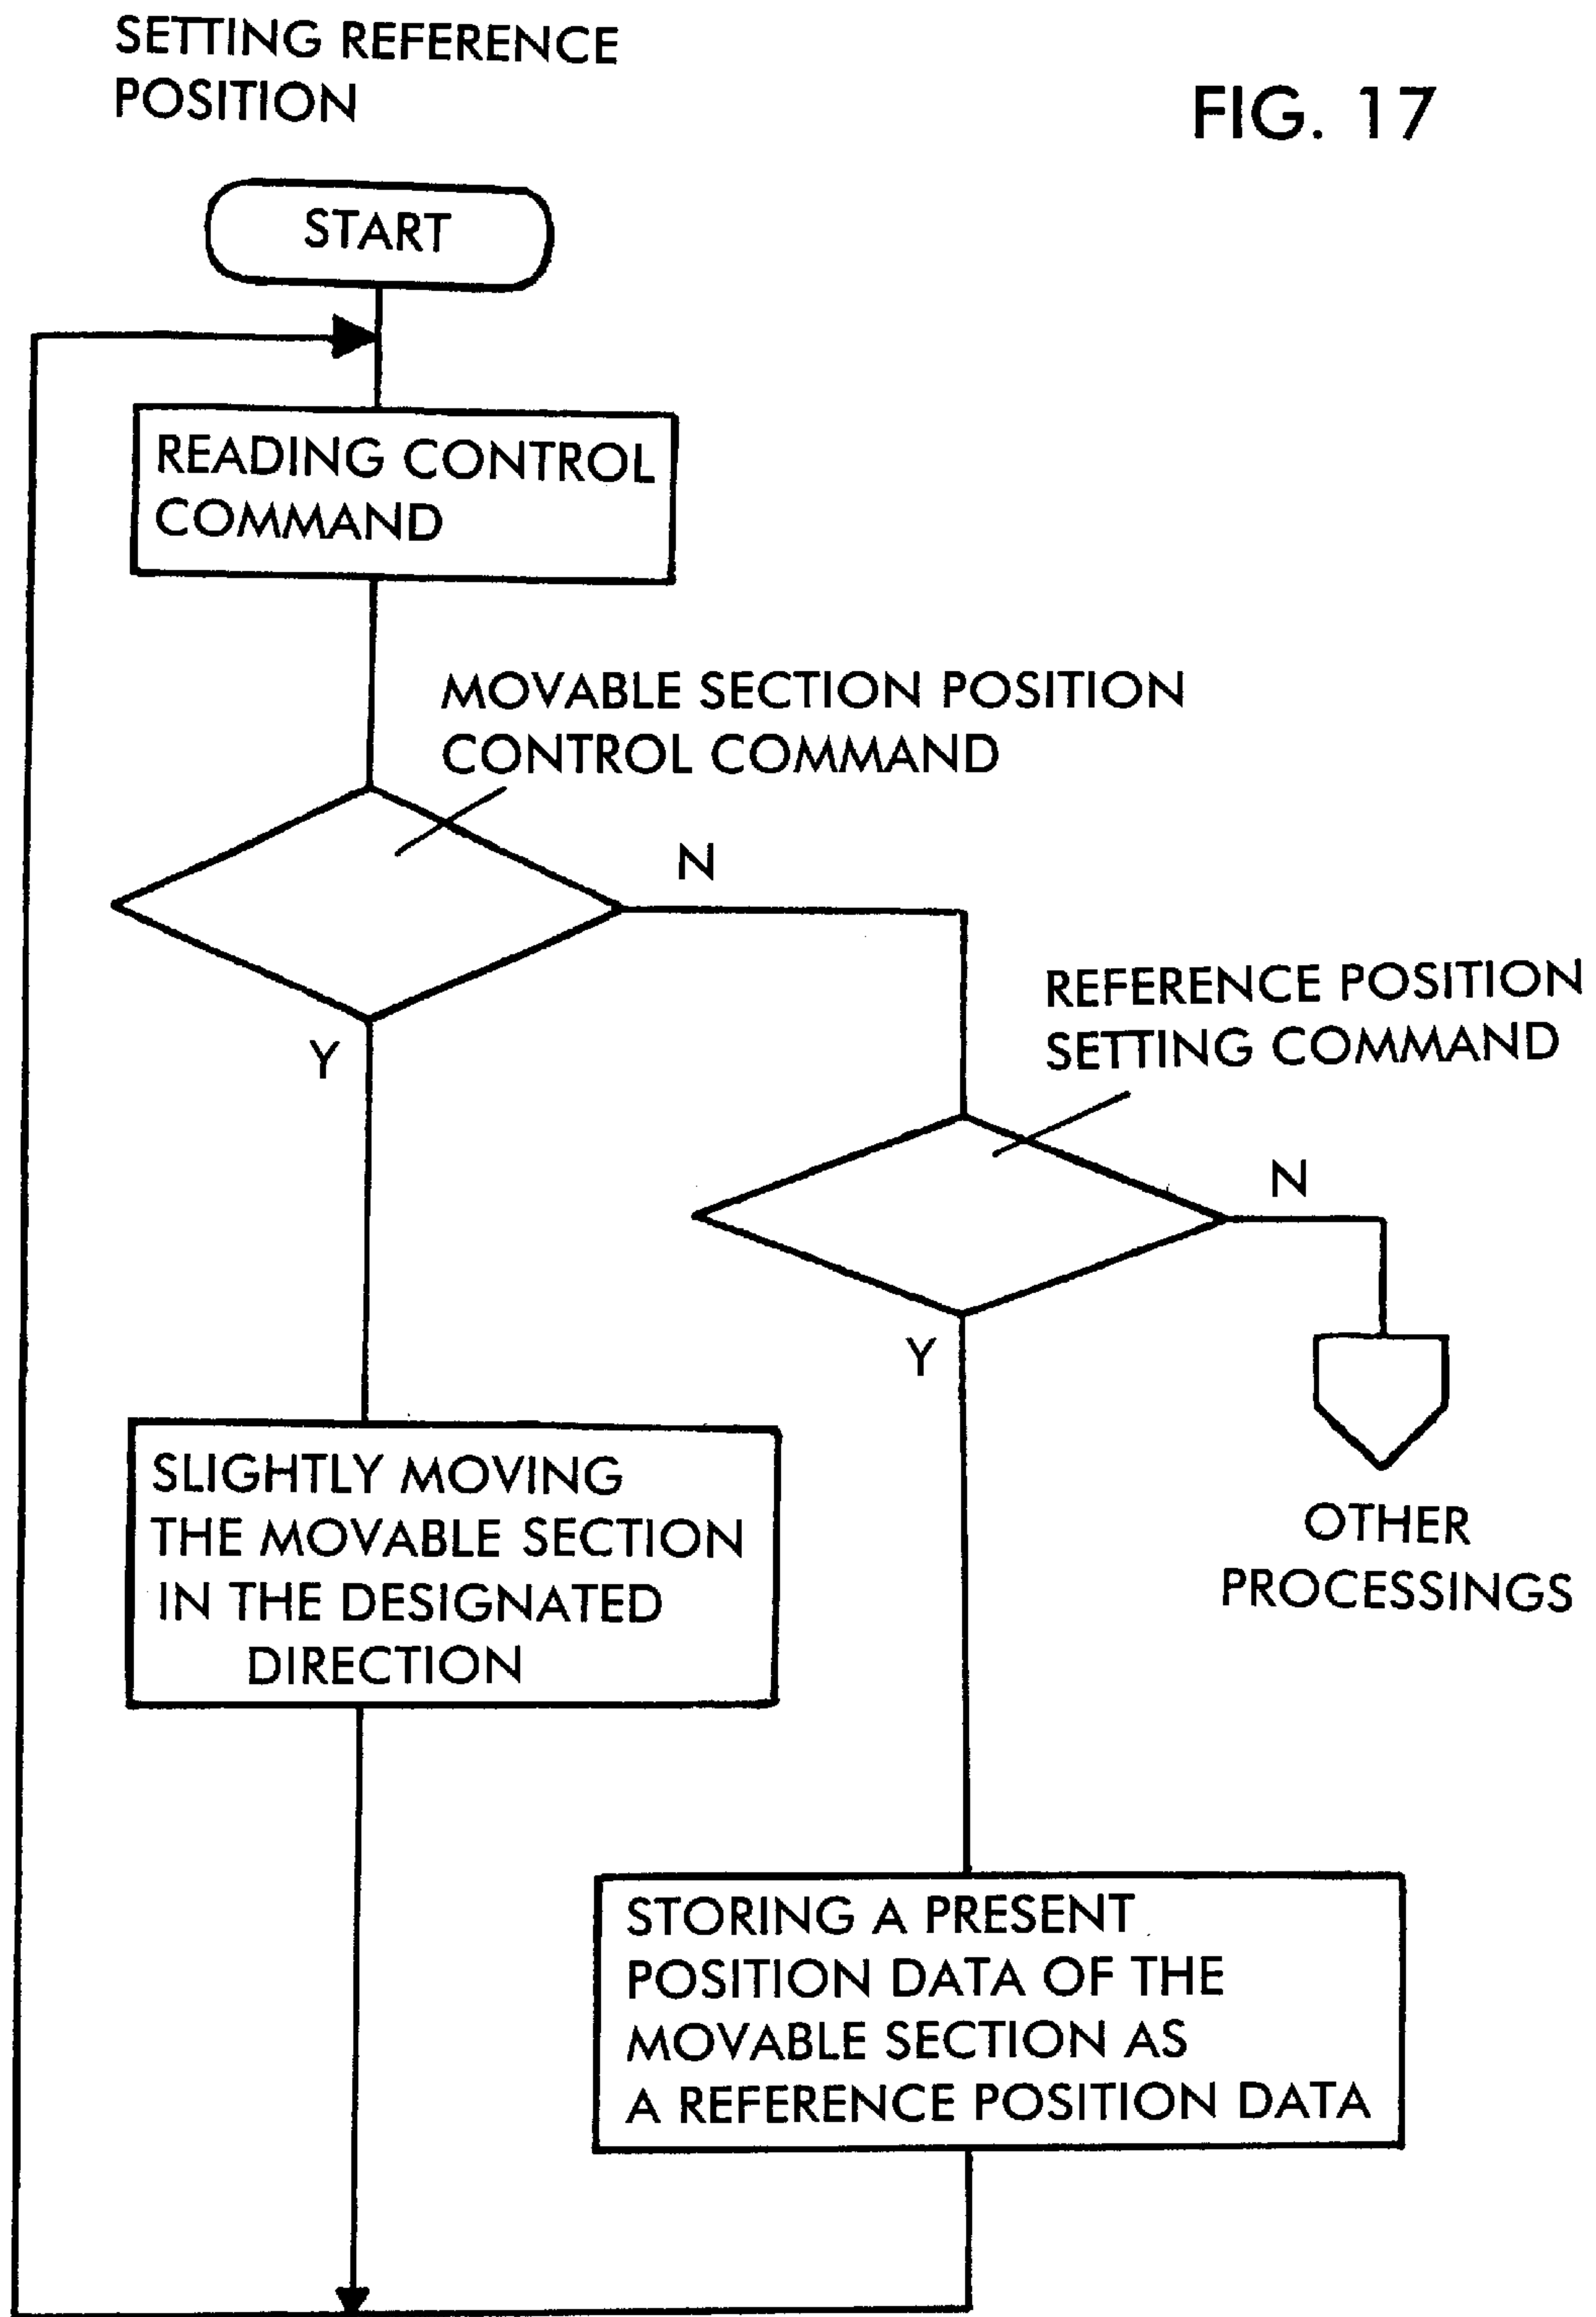 SETTING REFERENCE
POSITION
FIG. 17
START
READING CONTROL
COMMAND
MOVABLE SECTION POSITION
CONTROL COMMAND
N
Y
REFERENCE POSITION
SETTING COMMAND
N
Y
SLIGHTLY MOVING
THE MOVABLE SECTION
IN THE DESIGNATED
DIRECTION
OTHER
PROCESSINGS
STORING A PRESENT
POSITION DATA OF THE
MOVABLE SECTION AS
A REFERENCE POSITION DATA